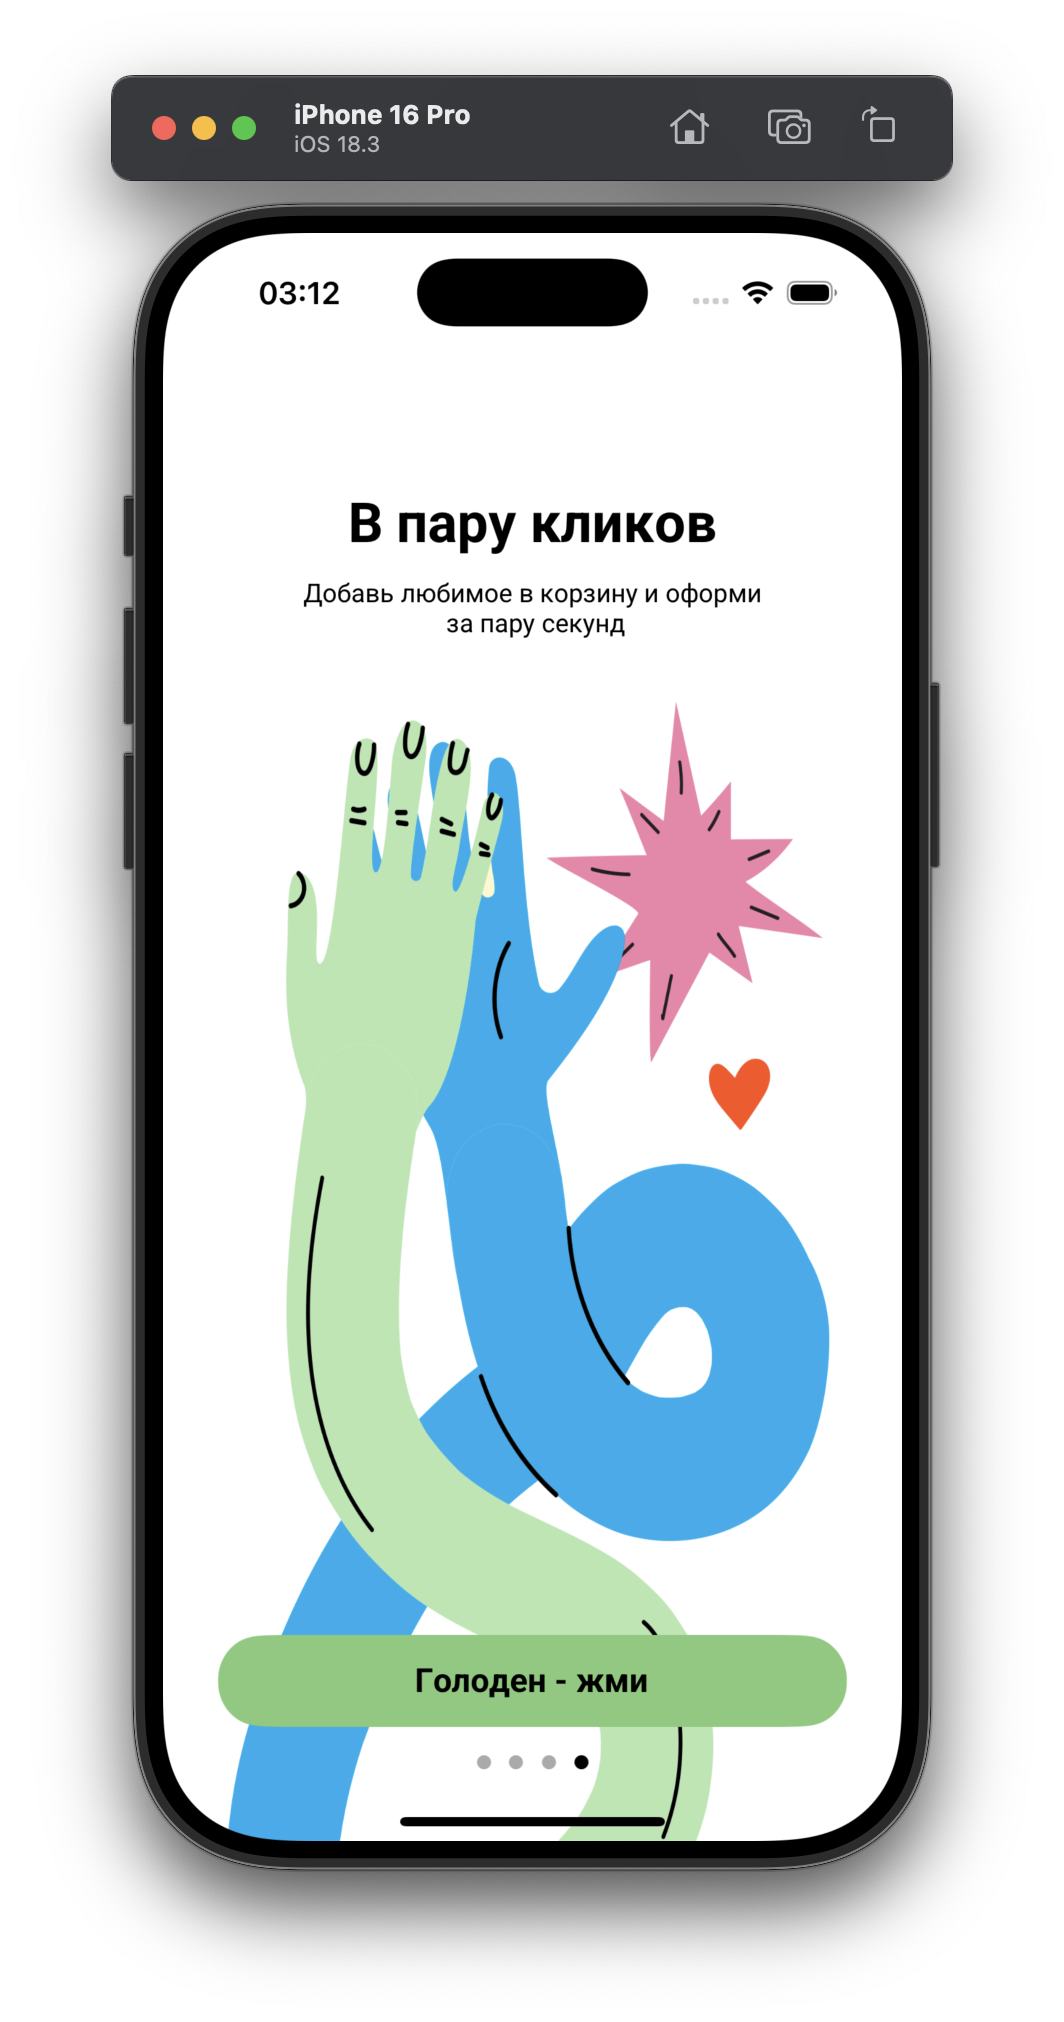 iPhone 16 Pro
iOS 18.3
03:12
В пару кликов
Добавь любимое в корзину и оформи
за пару секунд
Голоден - жми